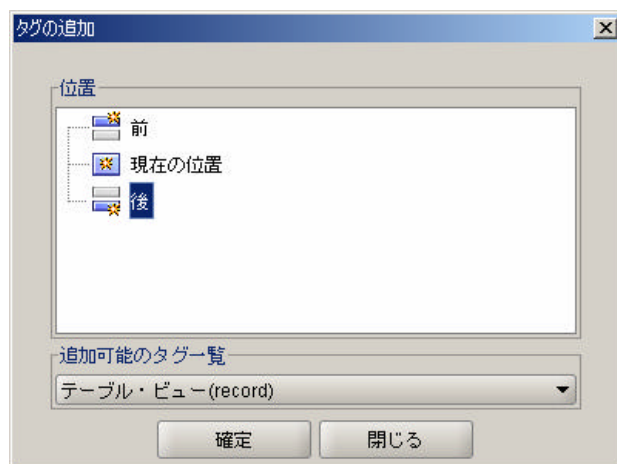 タグの追加
位置
前
現在の位置
後
追加可能のタグ一覧
テーブル・ビュー(record)
確定
閉じる